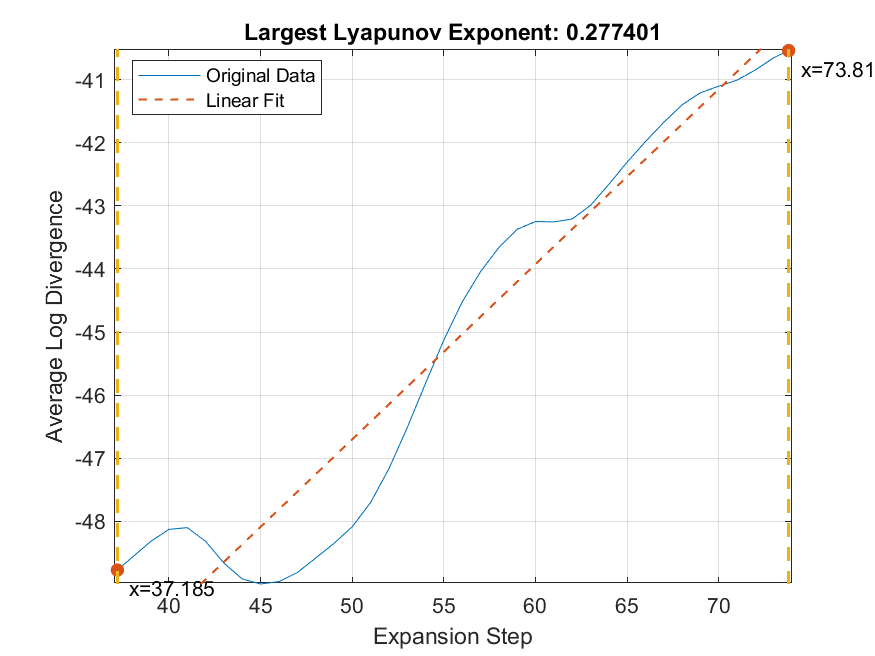 Largest Lyapunov Exponent: 0.277401
Original Data
Linear Fit
x=73.81
-41
-42
-43
-44
-45
-46
-47
-48
Average Log Divergence
x=37.185
40 45 50 55 60 65 70
Expansion Step